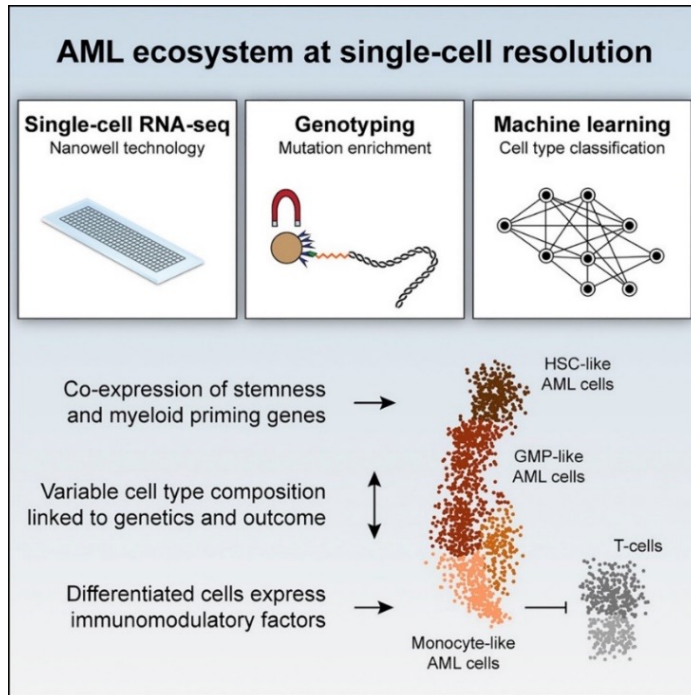 AML ecosystem at single-cell resolution
Single-cell RNA-seq
Nanowell technology
Genotyping
Mutation enrichment
Machine learning
Cell type classification
Co-expression of stemness
and myeloid priming genes
HSC-like
AML cells
GMP-like
AML cells
Variable cell type composition
linked to genetics and outcome
T-cells
Differentiated cells express
immunomodulatory factors
Monocyte-like
AML cells